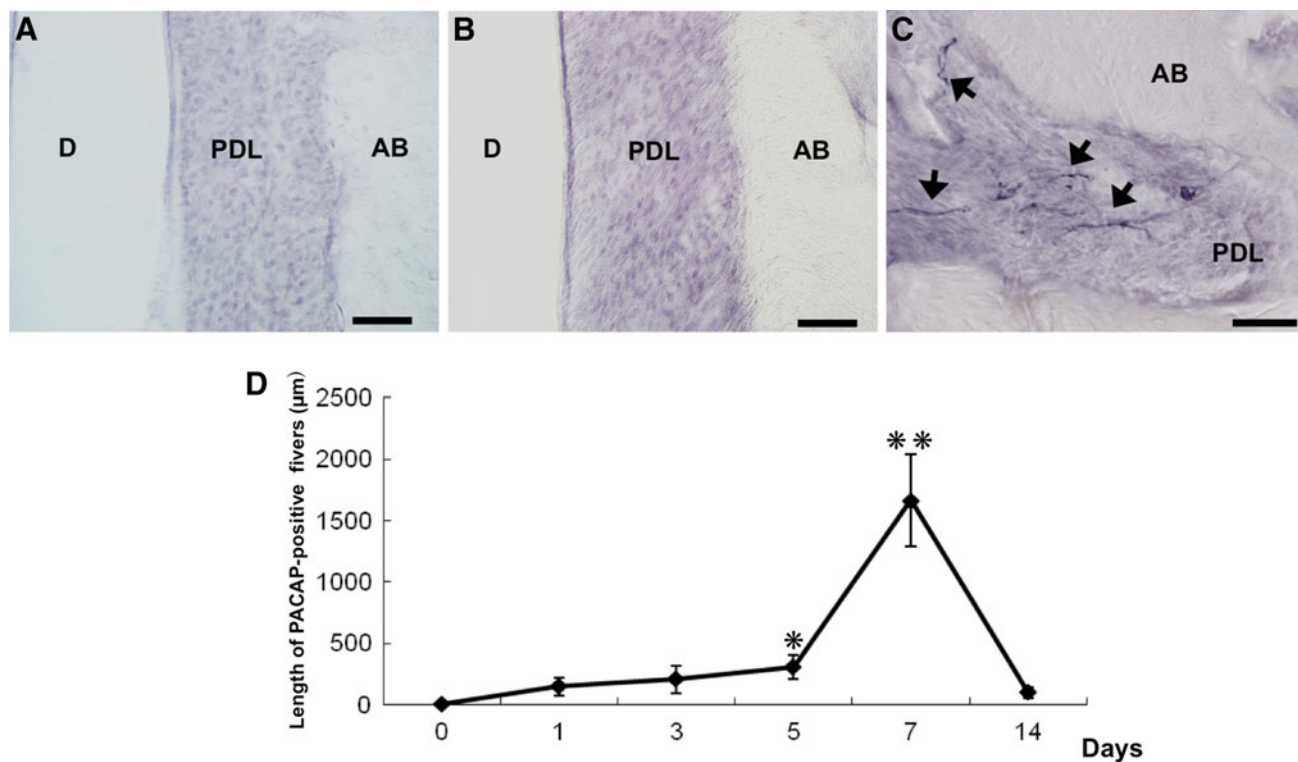 A
D
PDL
AB
B
D
PDL
AB
C
AB
PDL
D
Length of PACAP-positive fivers (µm)
2500
2000
1500
1000
500
0
**
*
0 1 3 5 7 14
Days